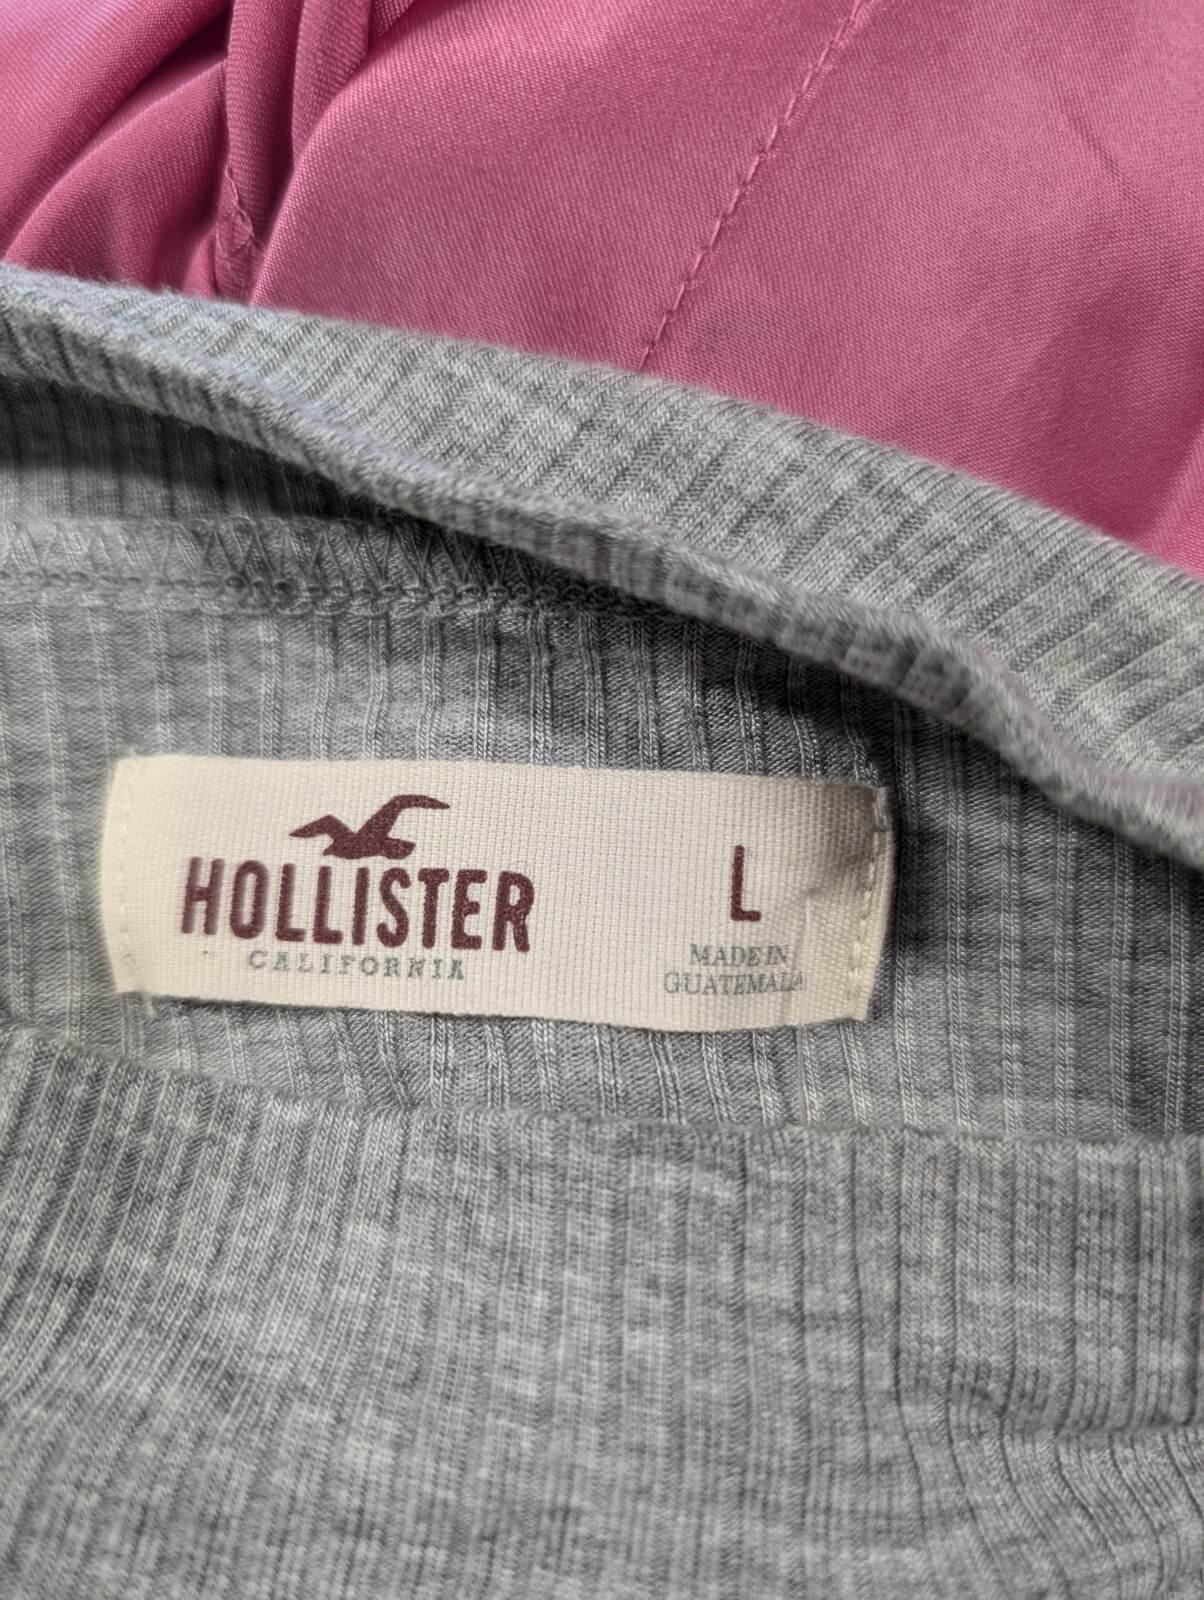 HOLLISTER
CALIFORNIA
L
MADE IN
GUATEMALA